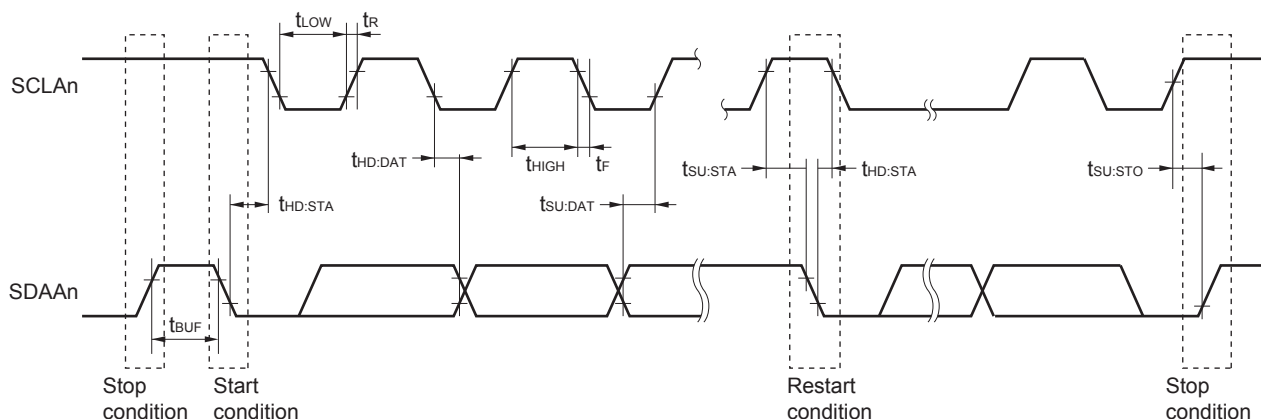 tLOW
tR
SCLAn
tHD:DAT
tHIGH
tF
tSU:STA
tHD:STA
tSU:STO
tHD:STA
tSU:DAT
SDAAn
tBUF
Stop
condition
Start
condition
Restart
condition
Stop
condition